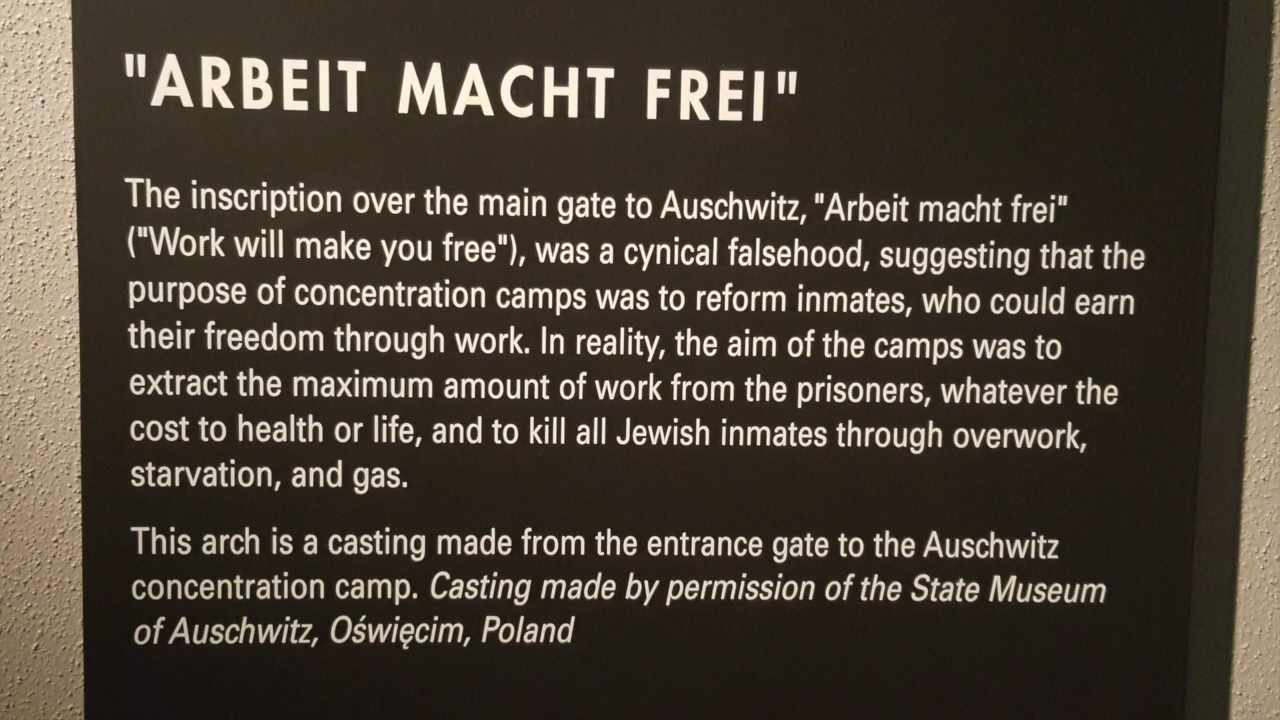 "ARBEIT MACHT FREI"
The inscription over the main gate to Auschwitz, "Arbeit macht frei"
("Work will make you free"), was a cynical falsehood, suggesting that the
purpose of concentration camps was to reform inmates, who could earn
their freedom through work. In reality, the aim of the camps was to
extract the maximum amount of work from the prisoners, whatever the
cost to health or life, and to kill all Jewish inmates through overwork,
starvation, and gas.
This arch is a casting made from the entrance gate to the Auschwitz
concentration camp. Casting made by permission of the State Museum
of Auschwitz, Oświęcim, Poland